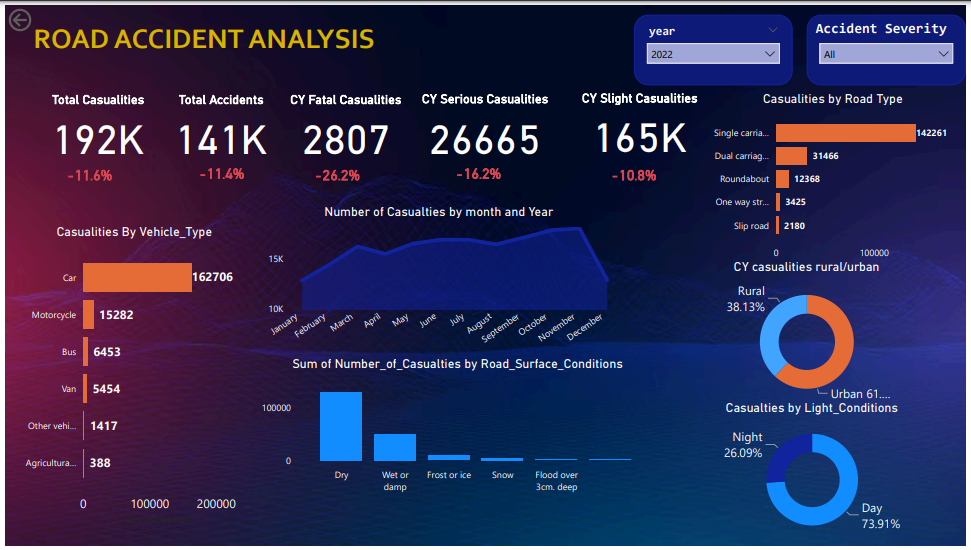 ROAD ACCIDENT ANALYSIS
year
2022
Accident Severity
All
Total Casualities
192K
-11.6%
Total Accidents
141K
-11.4%
CY Fatal Casualities
2807
-26.2%
CY Serious Casualities
26665
-16.2%
CY Slight Casualities
165K
-10.8%
Casualities by Road Type
Single carria... 142261
Dual carriag... 31466
Roundabout 12368
One way str... 3425
Slip road 2180
0 100000
Casualities By Vehicle_Type
Car 162706
Motorcycle 15282
Bus 6453
Van 5454
Other vehi... 1417
Agricultura... 388
0 100000 200000
Number of Casualties by month and Year
15K
10K
January February March April May June July August September October November December
Sum of Number_of_Casualties by Road_Surface_Conditions
100000
0
Dry
Wet or
damp
Frost or ice
Snow
Flood over
3cm. deep
CY casualities rural/urban
Rural
38.13%
Urban 61....
Casualties by Light_Conditions
Night
26.09%
Day
73.91%